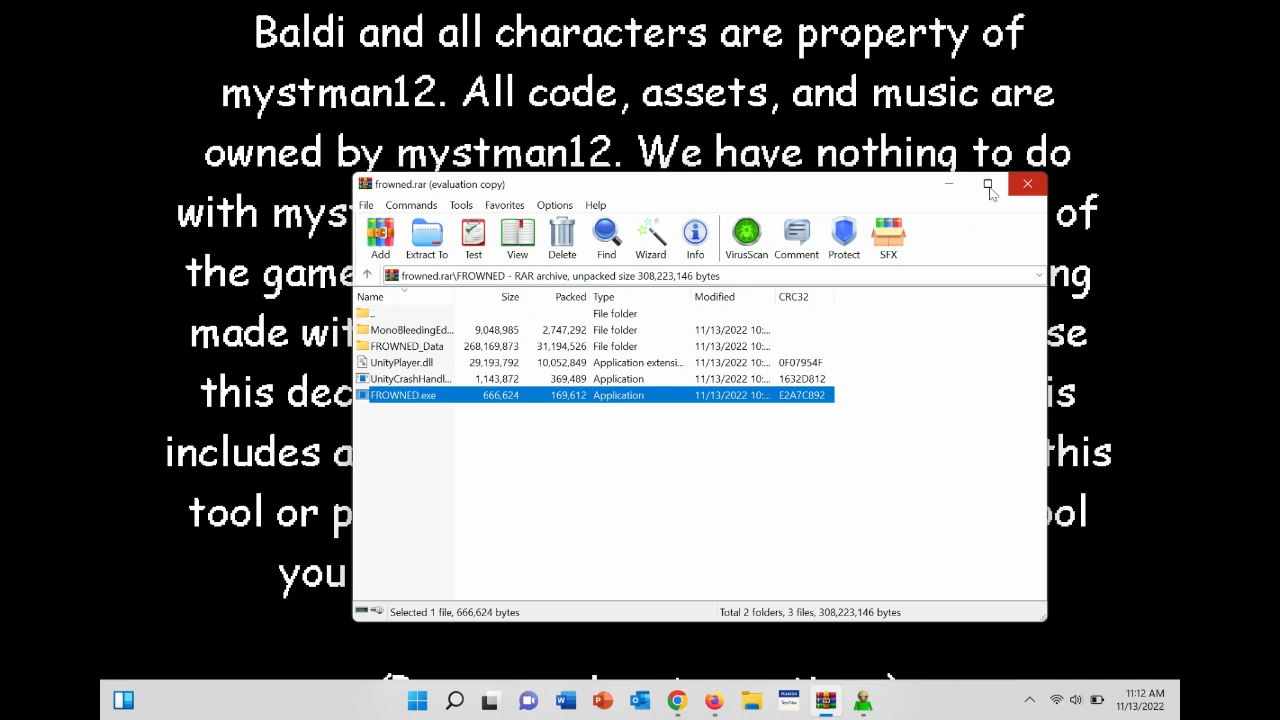 Baldi and all characters are property of
mystman12. All code, assets, and music are
owned by mystman12. We have nothing to do
with mys of
the game ng
made wit se
this dec is
includes a this
tool or p ool
you
frowned.rar (evaluation copy)
File Commands Tools Favorites Options Help
Add Extract To Test View Delete Find Wizard Info VirusScan Comment Protect SFX
frowned.rar\FROWNED - RAR archive, unpacked size 308,223,146 bytes
Name Size Packed Type Modified CRC32
.. File folder
MonoBleedingEd... 9,048,985 2,747,292 File folder 11/13/2022 10:...
FROWNED_Data 268,169,873 31,194,526 File folder 11/13/2022 10:...
UnityPlayer.dll 29,193,792 10,052,849 Application extensi... 11/13/2022 10:... 0F07954F
UnityCrashHandl... 1,143,872 369,489 Application 11/13/2022 10:... 1632D812
FROWNED.exe 666,624 169,612 Application 11/13/2022 10:... E2A7C892
Selected 1 file, 666,624 bytes Total 2 folders, 3 files, 308,223,146 bytes
11:12 AM
11/13/2022